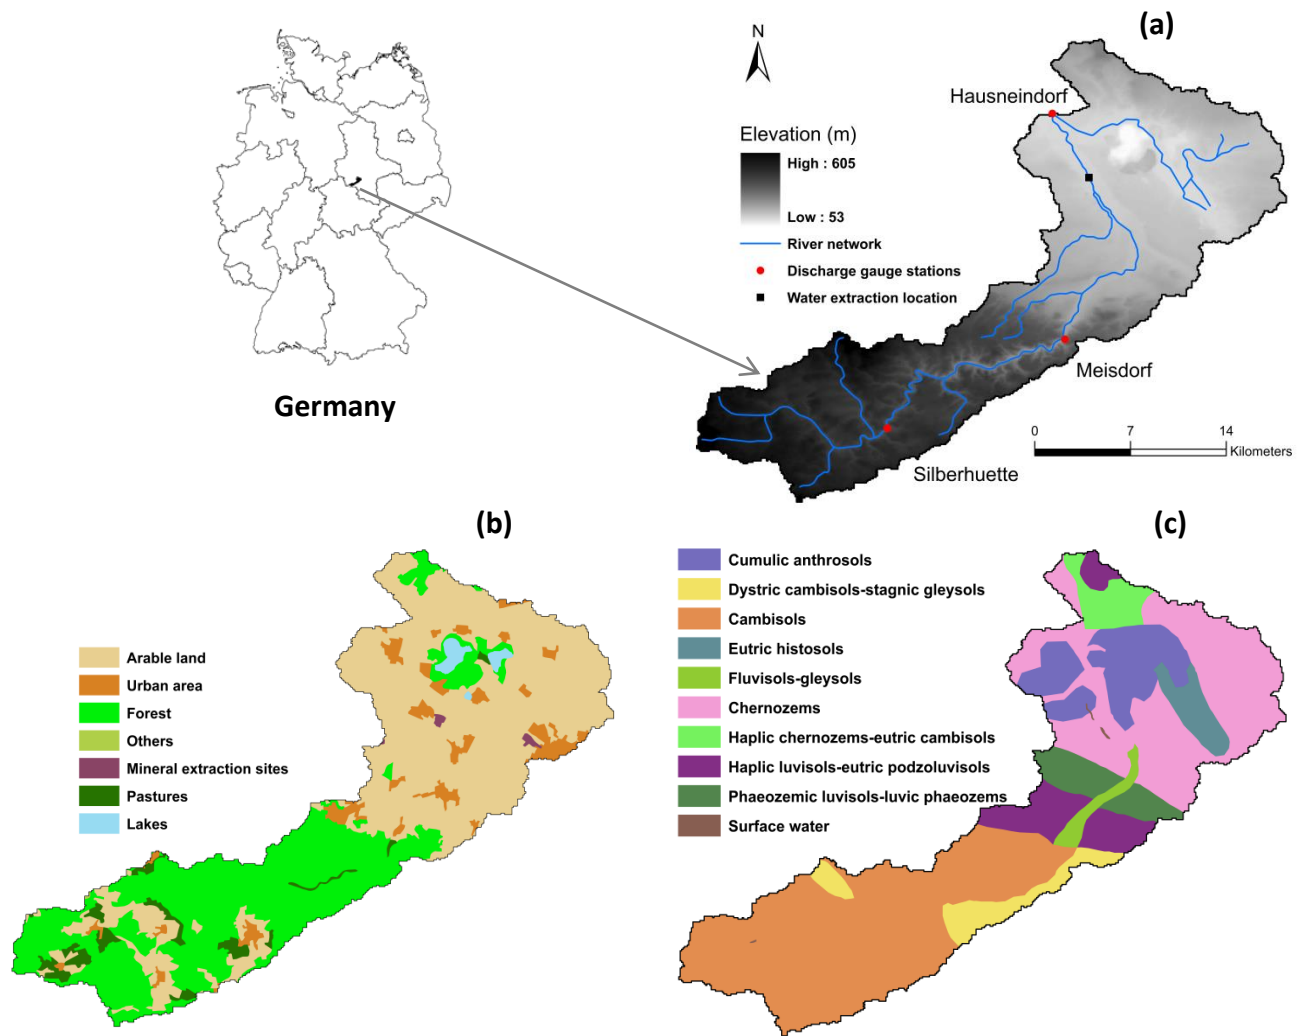 (a)
N
Hausneindorf
Elevation (m)
High : 605
Low : 53
River network
Discharge gauge stations
Water extraction location
Meisdorf
Silberhuette
0 7 14
Kilometers
Germany
(b)
Arable land
Urban area
Forest
Others
Mineral extraction sites
Pastures
Lakes
(c)
Cumulic anthrosols
Dystric cambisols-stagnic gleysols
Cambisols
Eutric histosols
Fluvisols-gleysols
Chernozems
Haplic chernozems-eutric cambisols
Haplic luvisols-eutric podzoluvisols
Phaeozemic luvisols-luvic phaeozems
Surface water